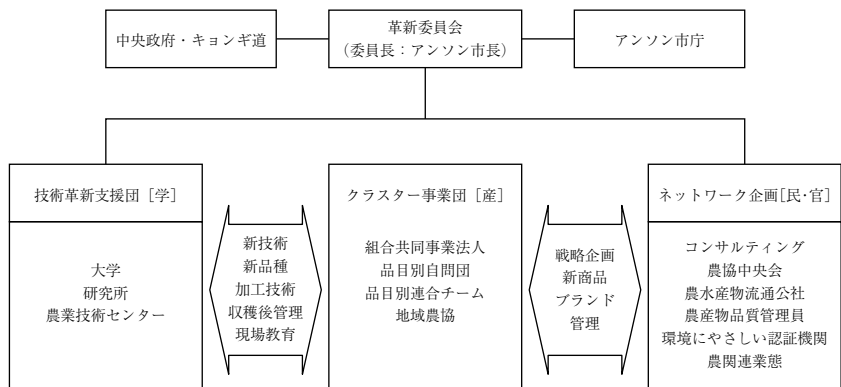 中央政府・キョンギ道
革新委員会
（委員長：アンソン市長）
アンソン市庁
技術革新支援団［学］
大学
研究所
農業技術センター
新技術
新品種
加工技術
収穫後管理
現場教育
クラスター事業団［産］
組合共同事業法人
品目別自問団
品目別連合チーム
地域農協
戦略企画
新商品
ブランド
管理
ネットワーク企画［民・官］
コンサルティング
農協中央会
農水産物流通公社
農産物品質管理員
環境にやさしい認証機関
農関連業態